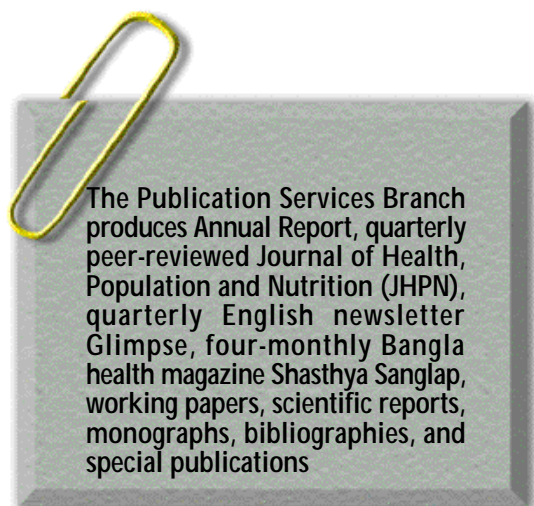 The Publication Services Branch
produces Annual Report, quarterly
peer-reviewed Journal of Health,
Population and Nutrition (JHPN),
quarterly English newsletter
Glimpse, four-monthly Bangla
health magazine Shasthya Sanglap,
working papers, scientific reports,
monographs, bibliographies, and
special publications